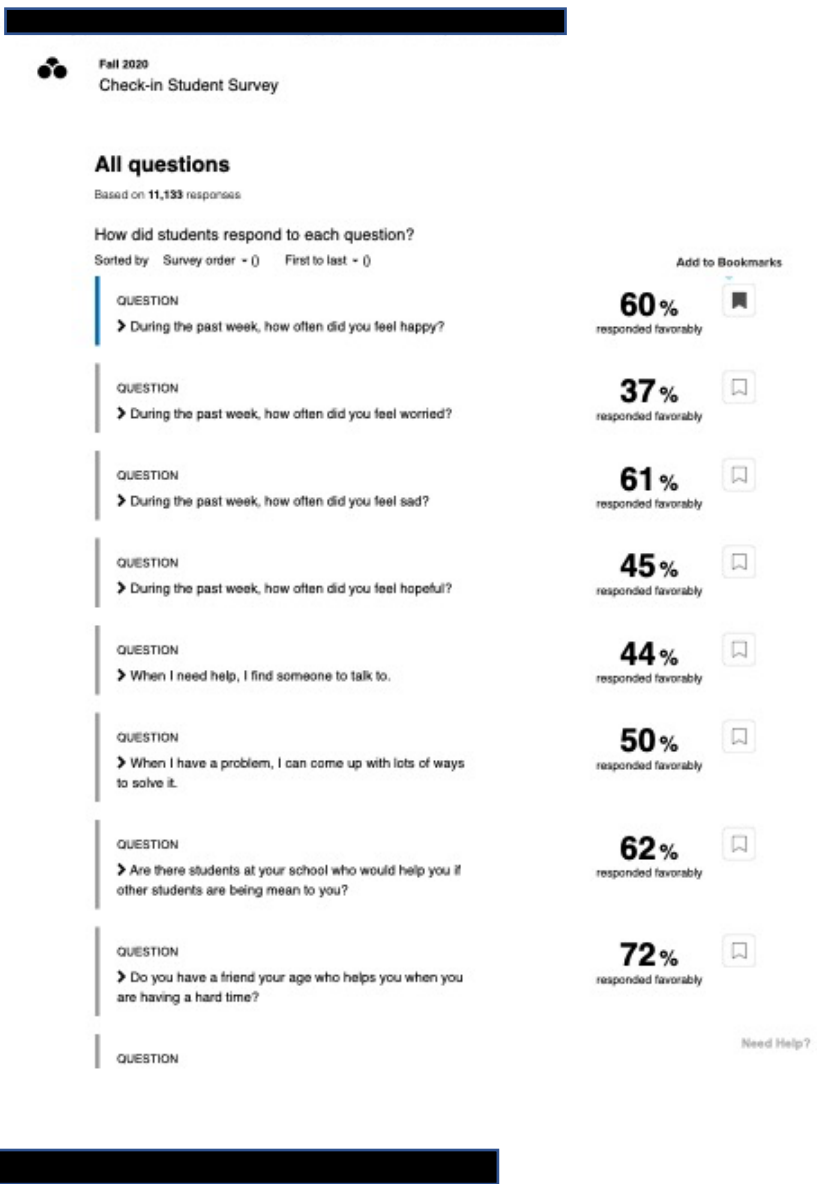 Fall 2020
Check-in Student Survey
All questions
Based on 11,133 responses
How did students respond to each question?
Sorted by Survey order () First to last ()
Add to Bookmarks
QUESTION
During the past week, how often did you feel happy?
60%
responded favorably
QUESTION
During the past week, how often did you feel worried?
37%
responded favorably
QUESTION
During the past week, how often did you feel sad?
61%
responded favorably
QUESTION
During the past week, how often did you feel hopeful?
45%
responded favorably
QUESTION
When I need help, I find someone to talk to.
44%
responded favorably
QUESTION
When I have a problem, I can come up with lots of ways
to solve it.
50%
responded favorably
QUESTION
Are there students at your school who would help you if
other students are being mean to you?
62%
responded favorably
QUESTION
Do you have a friend your age who helps you when you
are having a hard time?
72%
responded favorably
Need Help?
QUESTION